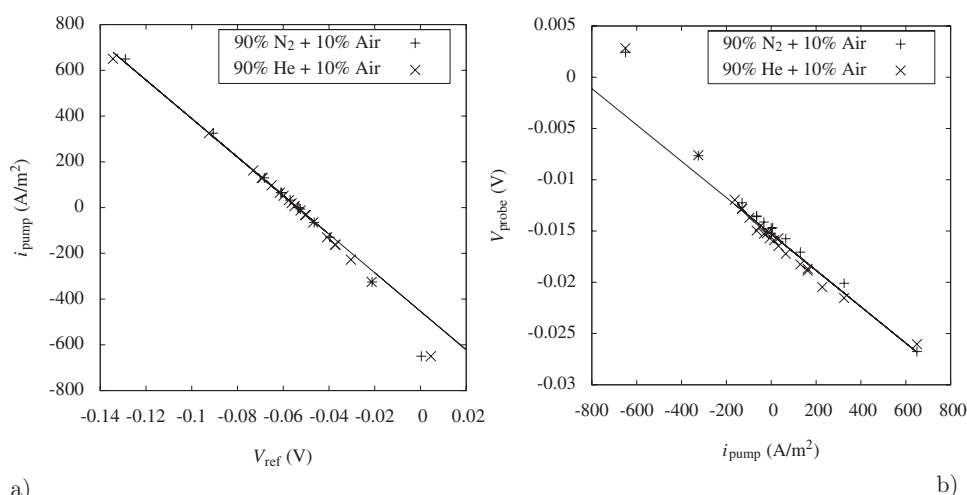 a)
800
600
400
200
0
-200
-400
-600
-800
i_pump (A/m²)
-0.14 -0.12 -0.1 -0.08 -0.06 -0.04 -0.02 0 0.02
V_ref (V)
90% N₂ + 10% Air
90% He + 10% Air
b)
0.005
0
-0.005
-0.01
-0.015
-0.02
-0.025
-0.03
V_probe (V)
-800 -600 -400 -200 0 200 400 600 800
i_pump (A/m²)
90% N₂ + 10% Air
90% He + 10% Air